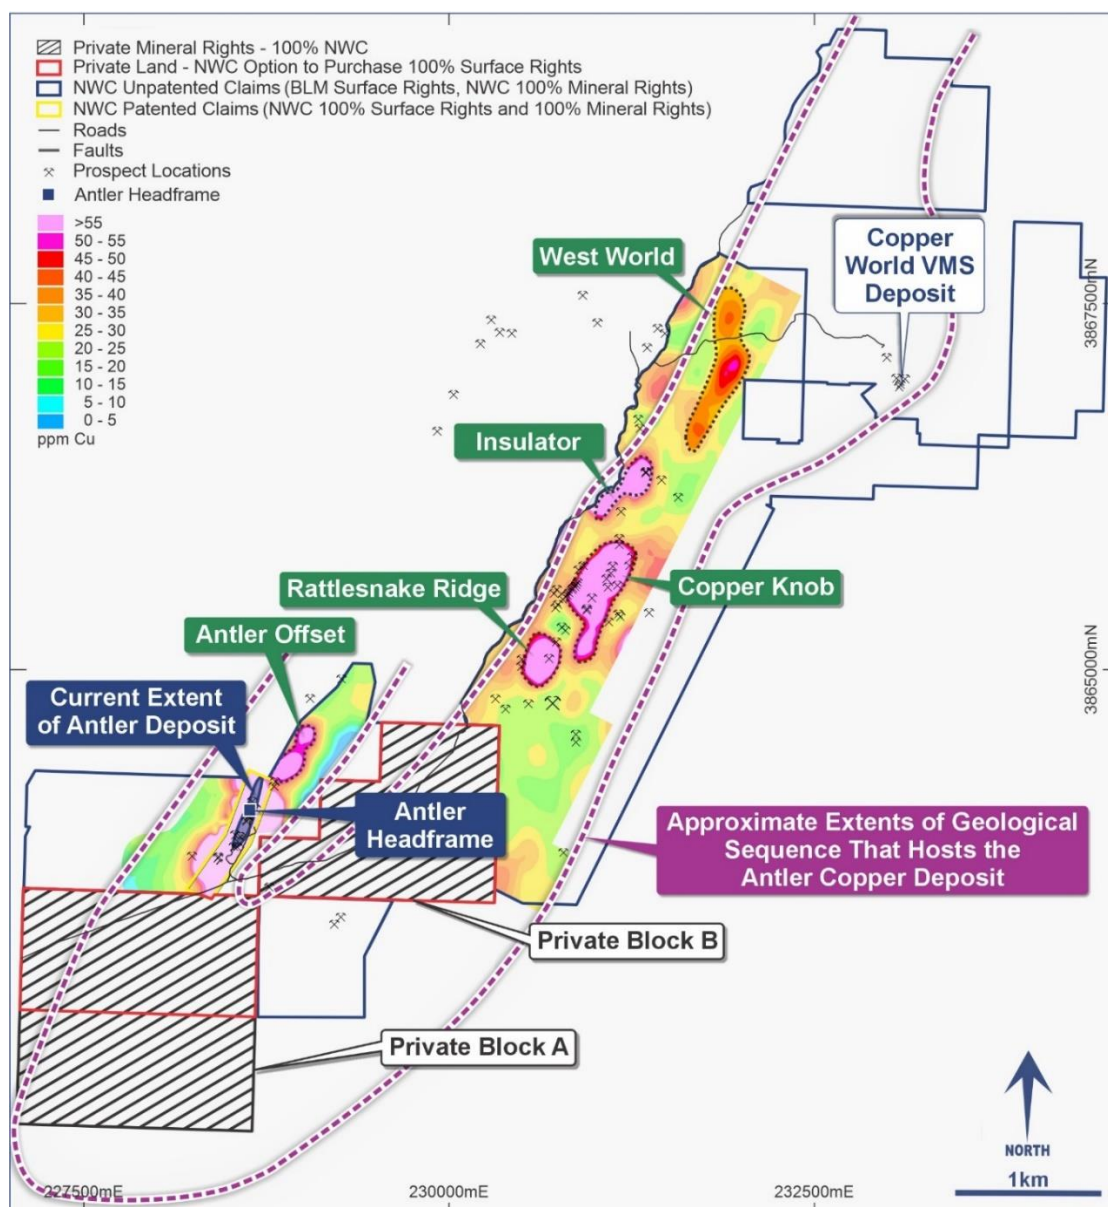 Private Mineral Rights - 100% NWC
Private Land - NWC Option to Purchase 100% Surface Rights
NWC Unpatented Claims (BLM Surface Rights, NWC 100% Mineral Rights)
NWC Patented Claims (NWC 100% Surface Rights and 100% Mineral Rights)
Roads
Faults
Prospect Locations
Antler Headframe
>55
50 - 55
45 - 50
40 - 45
35 - 40
30 - 35
25 - 30
20 - 25
15 - 20
10 - 15
5 - 10
0 - 5
ppm Cu
West World
Copper
World VMS
Deposit
3867500mN
Insulator
Rattlesnake Ridge
Copper Knob
Antler Offset
3865000mN
Current Extent
of Antler Deposit
Antler
Headframe
Approximate Extents of Geological
Sequence That Hosts the
Antler Copper Deposit
Private Block B
Private Block A
NORTH
1km
227500mE
230000mE
232500mE